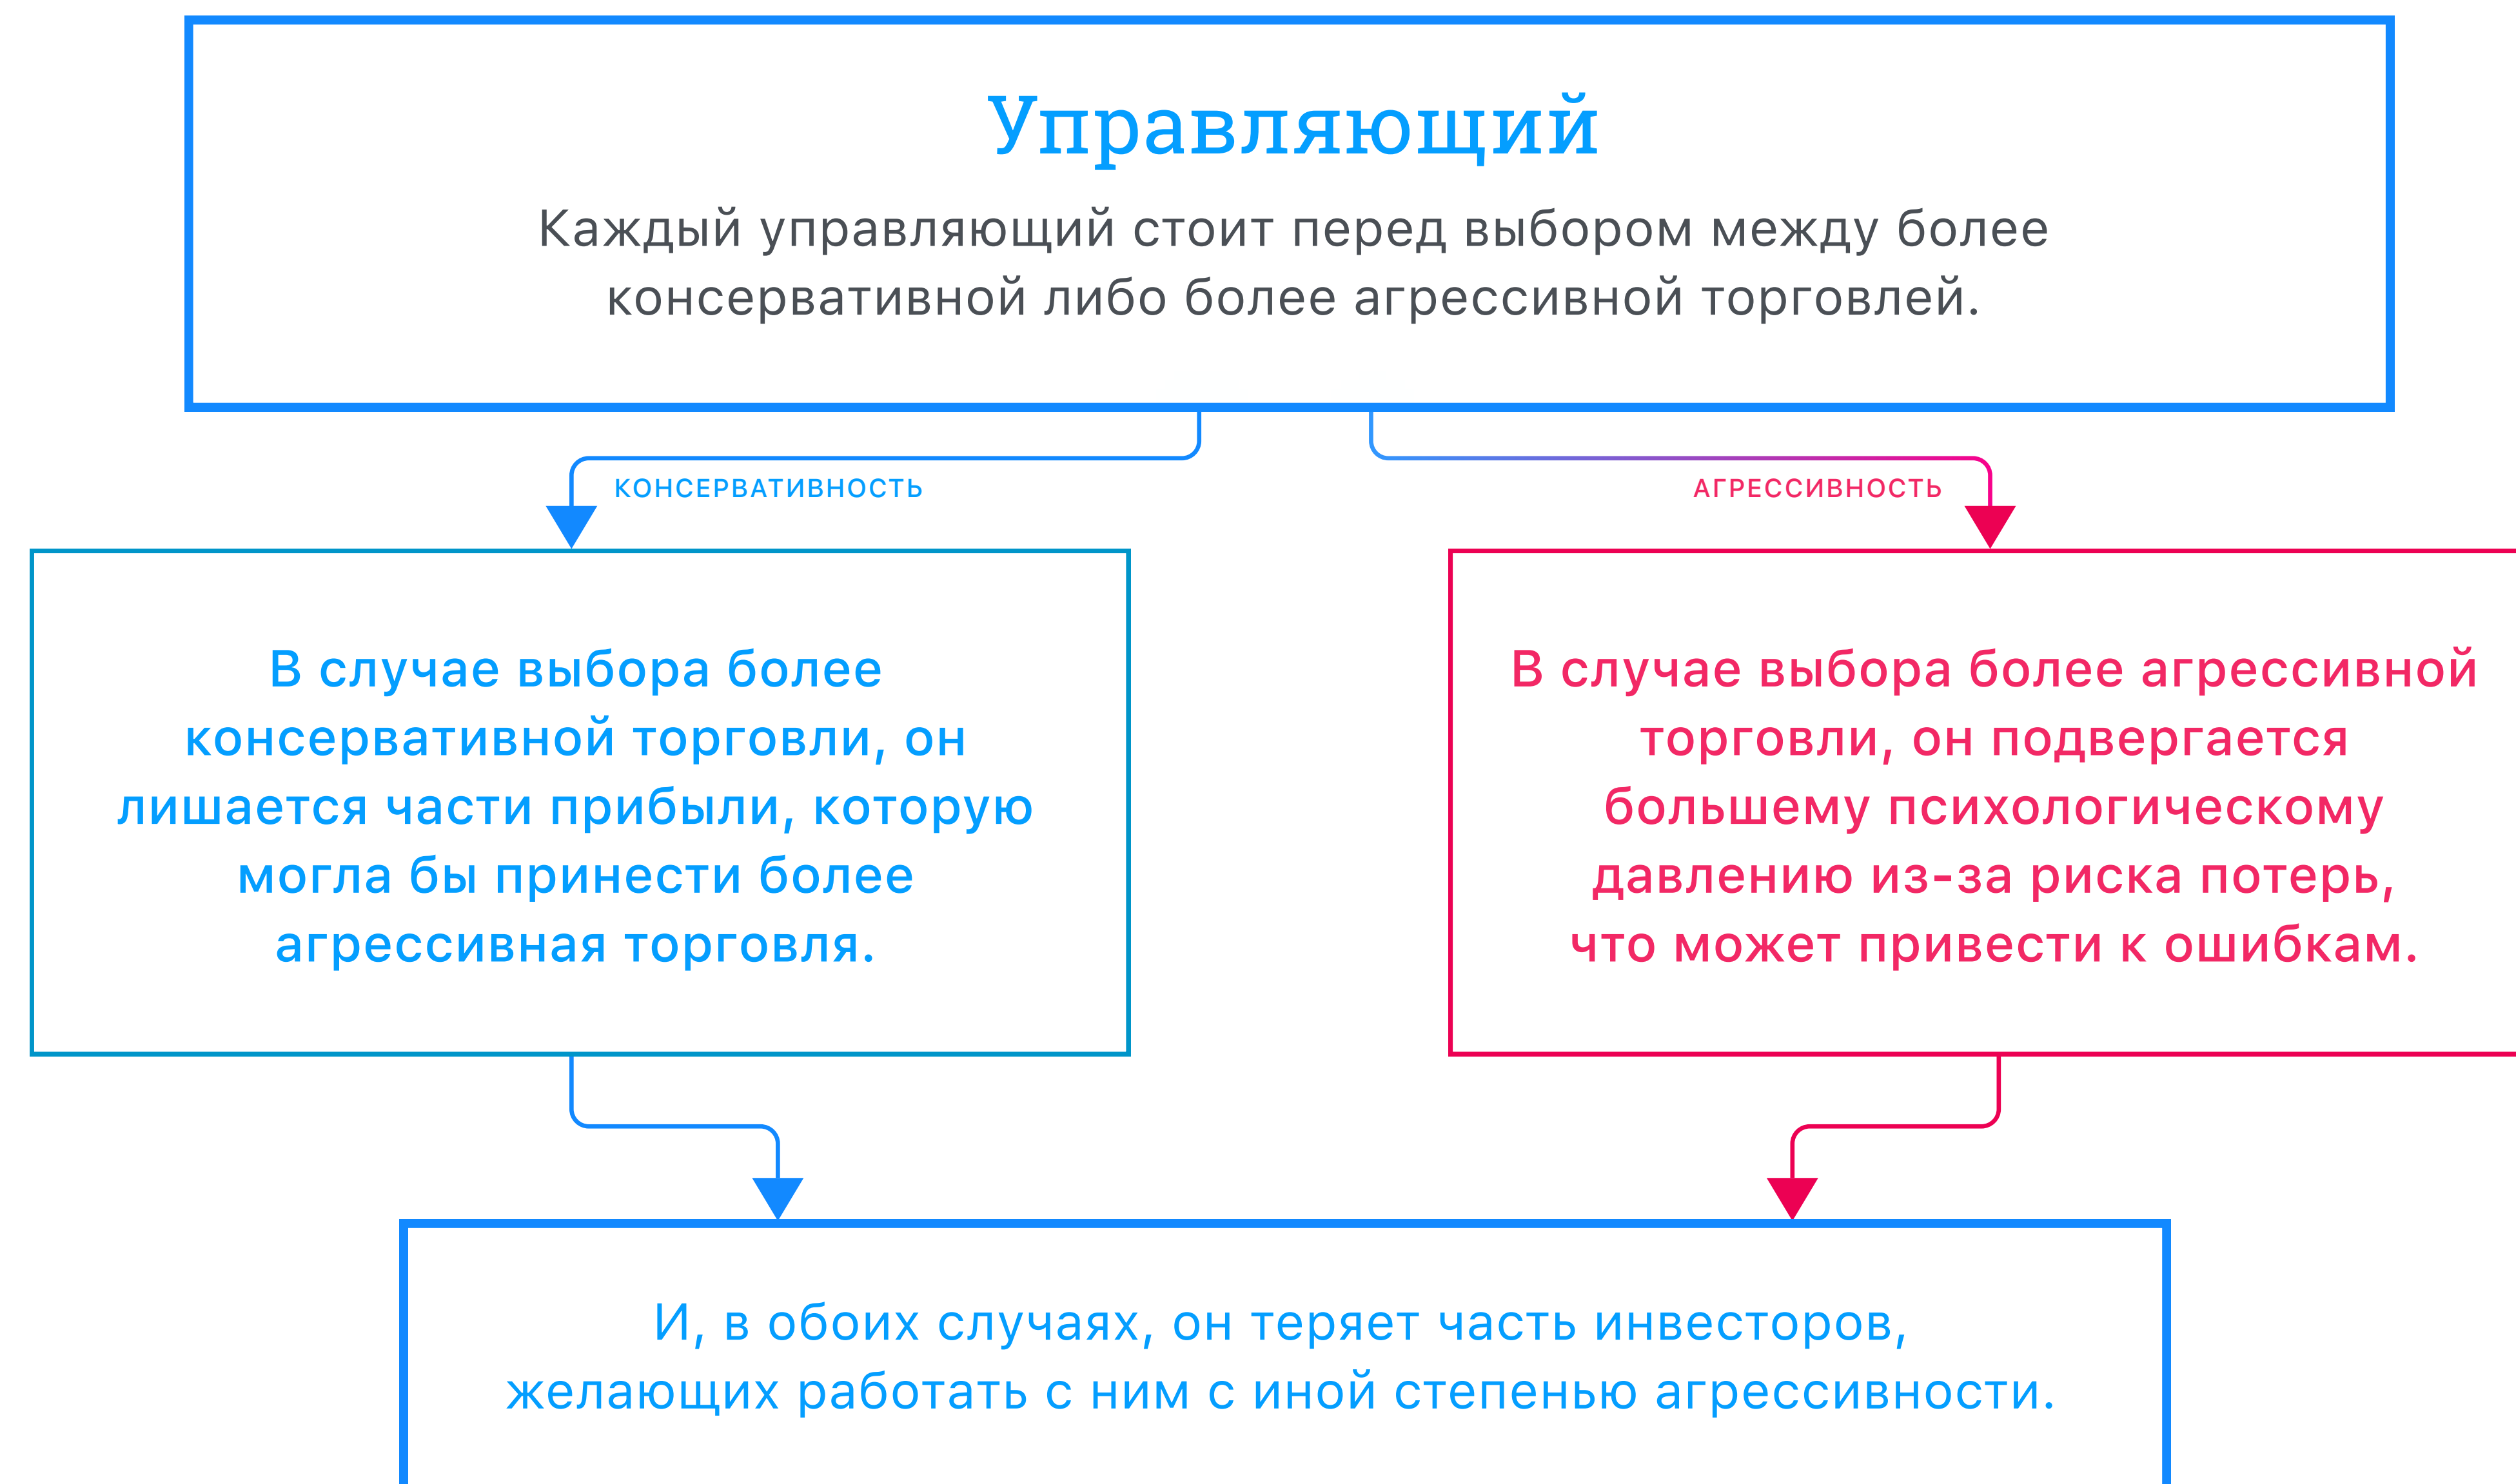 Управляющий
Каждый управляющий стоит перед выбором между более
консервативной либо более агрессивной торговлей.
КОНСЕРВАТИВНОСТЬ
АГРЕССИВНОСТЬ
В случае выбора более
консервативной торговли, он
лишается части прибыли, которую
могла бы принести более
агрессивная торговля.
В случае выбора более агрессивной
торговли, он подвергается
большему психологическому
давлению из-за риска потерь,
что может привести к ошибкам.
И, в обоих случаях, он теряет часть инвесторов,
желающих работать с ним с иной степенью агрессивности.